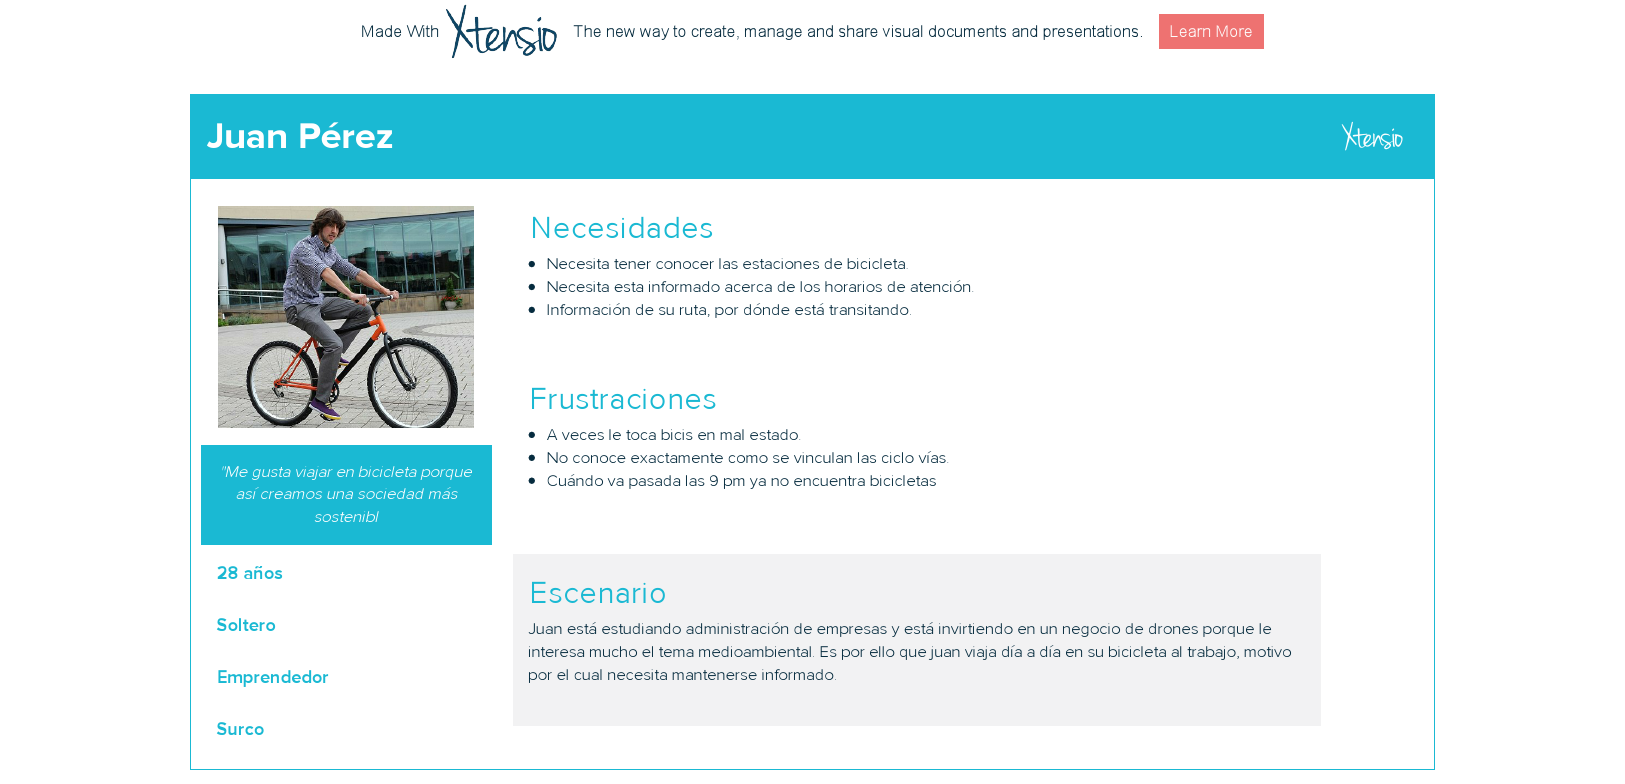 Made With Xtensio The new way to create, manage and share visual documents and presentations. Learn More
Juan Pérez
Xtensio
"Me gusta viajar en bicicleta porque
así creamos una sociedad más
sostenibl
28 años
Soltero
Emprendedor
Surco
Necesidades
• Necesita tener conocer las estaciones de bicicleta.
• Necesita esta informado acerca de los horarios de atención.
• Información de su ruta, por dónde está transitando.
Frustraciones
• A veces le toca bicis en mal estado.
• No conoce exactamente como se vinculan las ciclo vías.
• Cuándo va pasada las 9 pm ya no encuentra bicicletas
Escenario
Juan está estudiando administración de empresas y está invirtiendo en un negocio de drones porque le
interesa mucho el tema medioambiental. Es por ello que juan viaja día a día en su bicicleta al trabajo, motivo
por el cual necesita mantenerse informado.